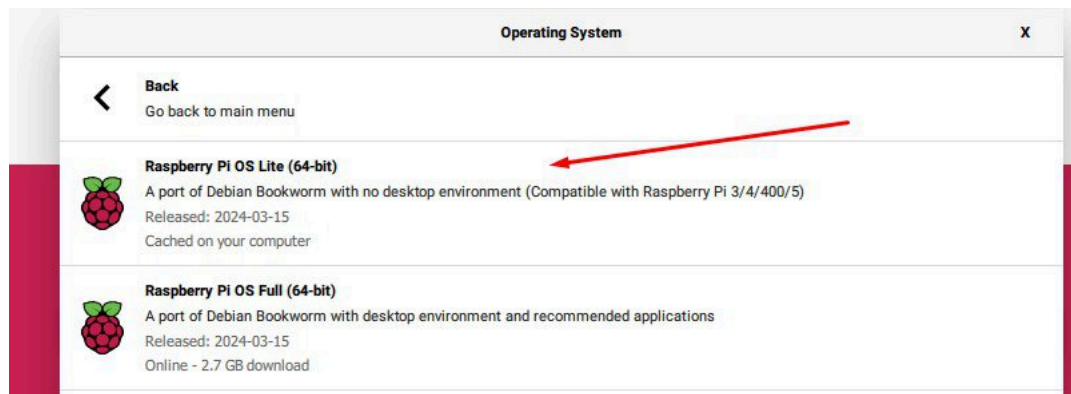 Operating System
X
Back
Go back to main menu
Raspberry Pi OS Lite (64-bit)
A port of Debian Bookworm with no desktop environment (Compatible with Raspberry Pi 3/4/400/5)
Released: 2024-03-15
Cached on your computer
Raspberry Pi OS Full (64-bit)
A port of Debian Bookworm with desktop environment and recommended applications
Released: 2024-03-15
Online - 2.7 GB download